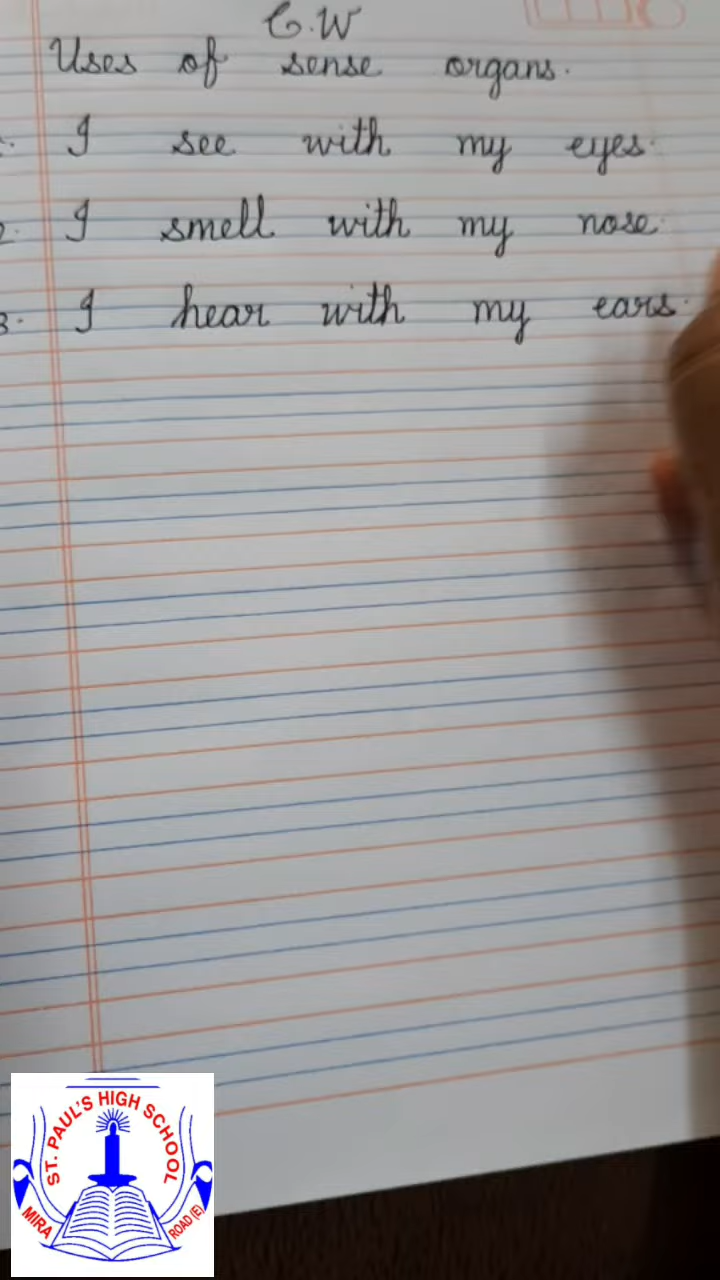 C.W
Uses of sense organs.
I see with my eyes.
2. I smell with my nose.
3. I hear with my ears.
ST. PAUL'S HIGH SCHOOL
MIRA ROAD (E)